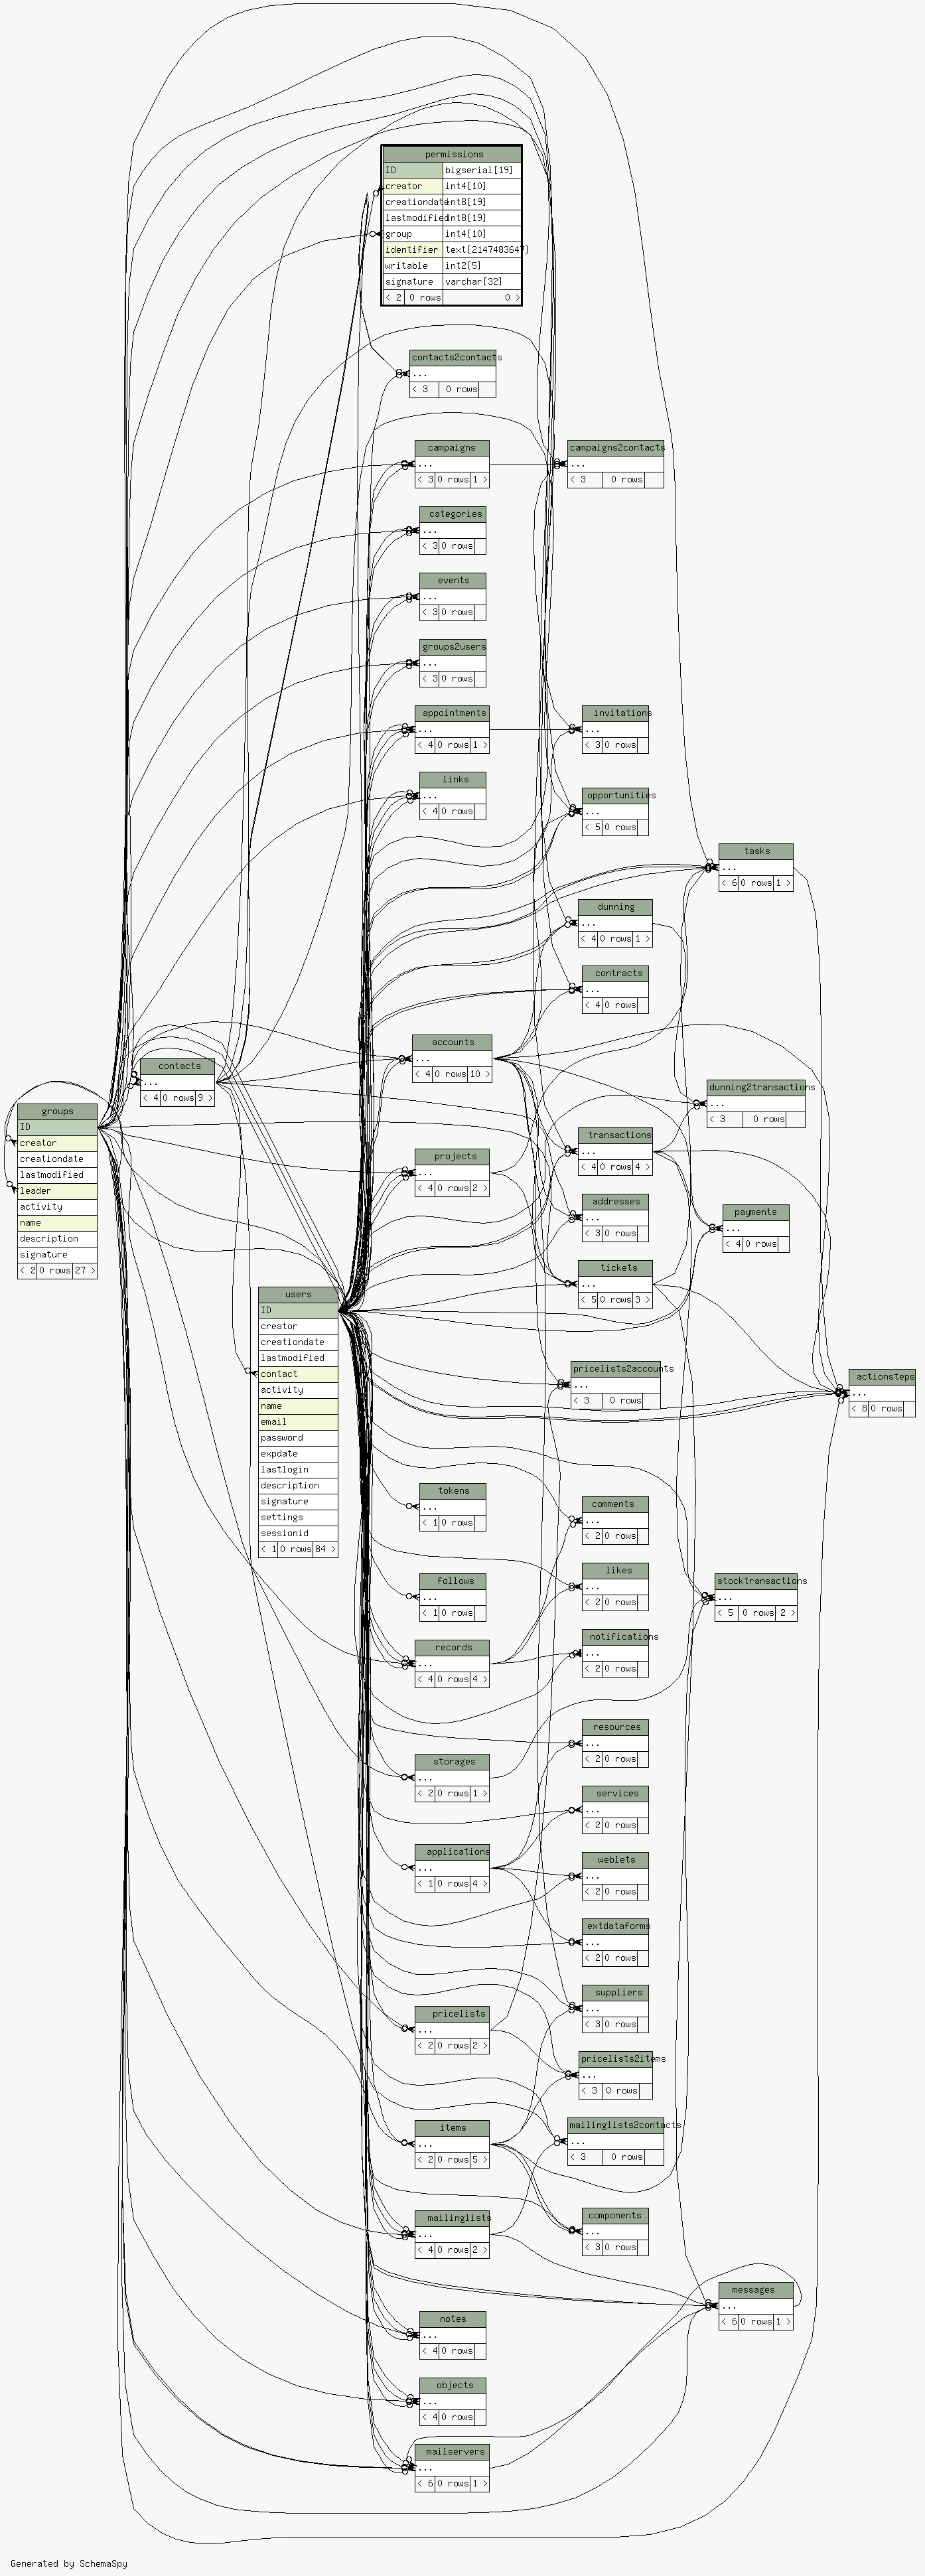 permissions
ID bigserial[19]
creator int4[10]
creationdate int8[19]
lastmodified int8[19]
group int4[10]
identifier text[2147483647]
writable int2[5]
signature varchar[32]
< 2 0 rows 0 >
contacts2contacts
...
< 3 0 rows
campaigns
...
< 3 0 rows 1 >
campaigns2contacts
...
< 3 0 rows
categories
...
< 3 0 rows
events
...
< 3 0 rows
groups2users
...
< 3 0 rows
appointments
...
< 4 0 rows 1 >
invitations
...
< 3 0 rows
links
...
< 4 0 rows
opportunities
...
< 5 0 rows
tasks
...
< 6 0 rows 1 >
dunning
...
< 4 0 rows 1 >
contracts
...
< 4 0 rows
accounts
...
< 4 0 rows 10 >
contacts
...
< 4 0 rows 9 >
dunning2transactions
...
< 3 0 rows
groups
ID
creator
creationdate
lastmodified
leader
activity
name
description
signature
< 2 0 rows 27 >
transactions
...
< 4 0 rows 4 >
projects
...
< 4 0 rows 2 >
addresses
...
< 3 0 rows
payments
...
< 4 0 rows
tickets
...
< 5 0 rows 3 >
users
ID
creator
creationdate
lastmodified
contact
activity
name
email
password
expdate
lastlogin
description
signature
settings
sessionid
< 1 0 rows 84 >
pricelists2accounts
...
< 3 0 rows
actionsteps
...
< 8 0 rows
tokens
...
< 1 0 rows
comments
...
< 2 0 rows
likes
...
< 2 0 rows
follows
...
< 1 0 rows
stocktransactions
...
< 5 0 rows 2 >
notifications
...
< 2 0 rows
records
...
< 4 0 rows 4 >
resources
...
< 2 0 rows
storages
...
< 2 0 rows 1 >
services
...
< 2 0 rows
applications
...
< 1 0 rows 4 >
weblets
...
< 2 0 rows
extdataforms
...
< 2 0 rows
suppliers
...
< 3 0 rows
pricelists
...
< 2 0 rows 2 >
pricelists2items
...
< 3 0 rows
mailinglists2contacts
...
< 3 0 rows
items
...
< 2 0 rows 5 >
components
...
< 3 0 rows
mailinglists
...
< 4 0 rows 2 >
messages
...
< 6 0 rows 1 >
notes
...
< 4 0 rows
objects
...
< 4 0 rows
mailservers
...
< 6 0 rows 1 >
Generated by SchemaSpy